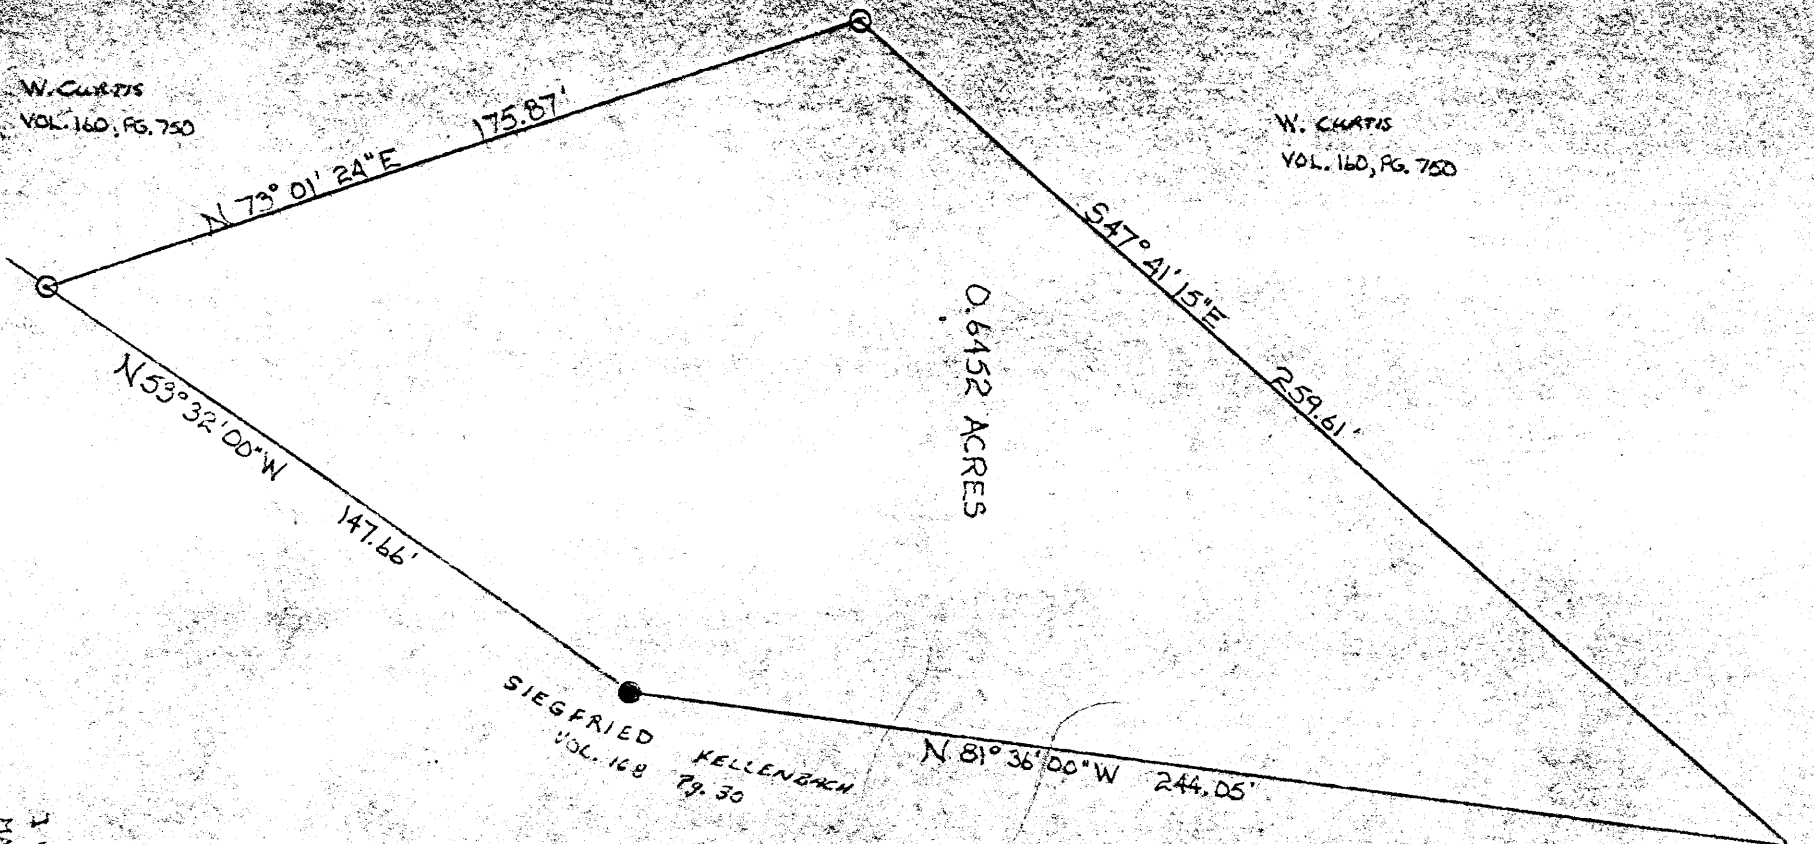 W. CURTIS
VOL. 160, PG. 750
175.87'
N 73° 01' 24" E
W. CURTIS
VOL. 160, PG. 750
S 47° 41' 15" E
259.61'
0.6452 ACRES
N 53° 32' 00" W
147.66'
SIEGFRIED KELLENBACH
VOL. 168 Pg. 30
N 81° 36' 00" W 244.05'